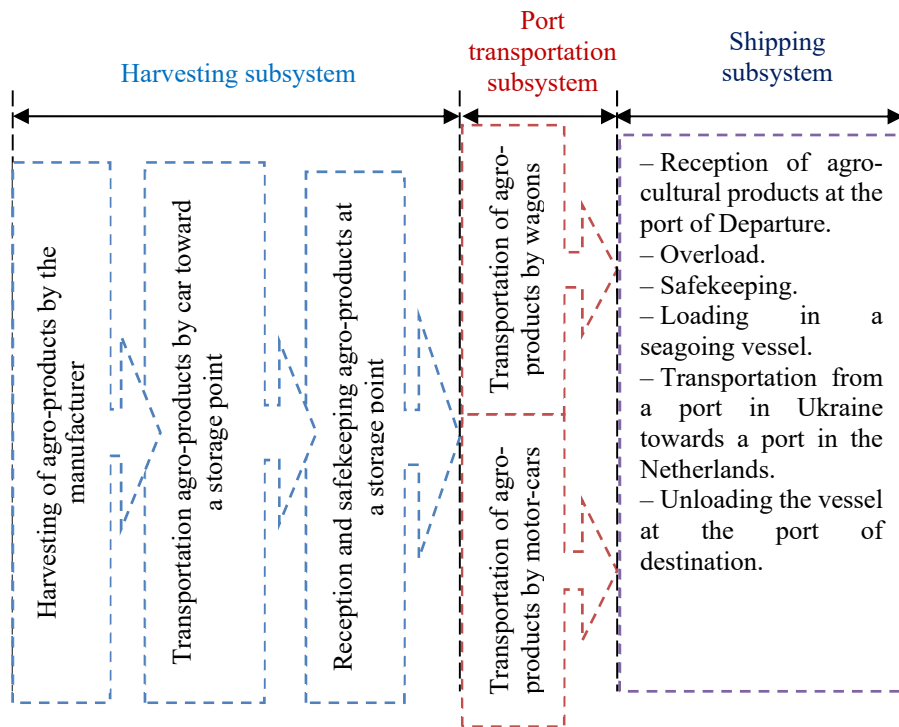 Harvesting subsystem
Port
transportation
subsystem
Shipping
subsystem
Harvesting of agro-products by the
manufacturer
Transportation agro-products by car toward
a storage point
Reception and safekeeping agro-products at
a storage point
Transportation of agro-
products by wagons
Transportation of agro-
products by motor-cars
– Reception of agro-
cultural products at the
port of Departure.
– Overload.
– Safekeeping.
– Loading in a
seagoing vessel.
– Transportation from
a port in Ukraine
towards a port in the
Netherlands.
– Unloading the vessel
at the port of
destination.